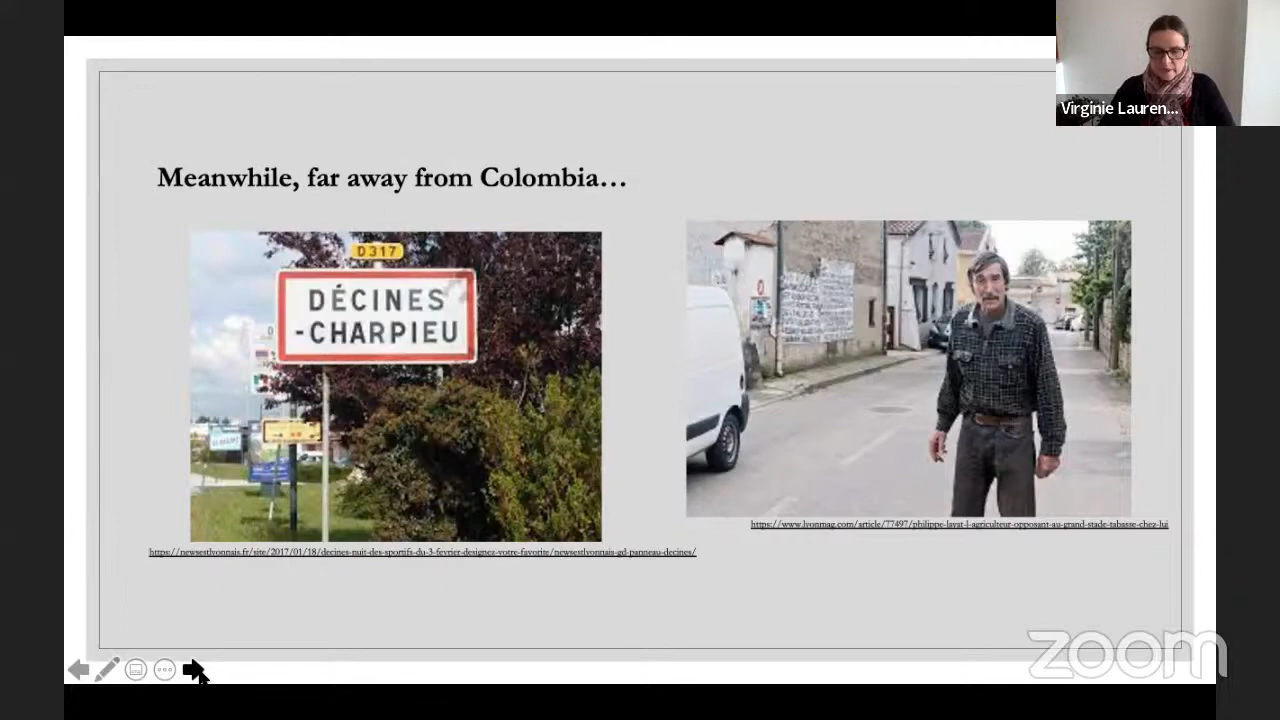 Virginie Lauren...
Meanwhile, far away from Colombia…
D317
DÉCINES
-CHARPIEU
https://www.lyonmag.com/article/77497/philippe-layat-l-agriculteur-opposant-au-grand-stade-tabasse-chez-lui
https://newsestlyonnais.fr/site/2017/01/18/decines-nuit-des-sportifs-du-3-fevrier-designez-votre-favorite/newsestlyonnais-gd-panneau-decines/
zoom